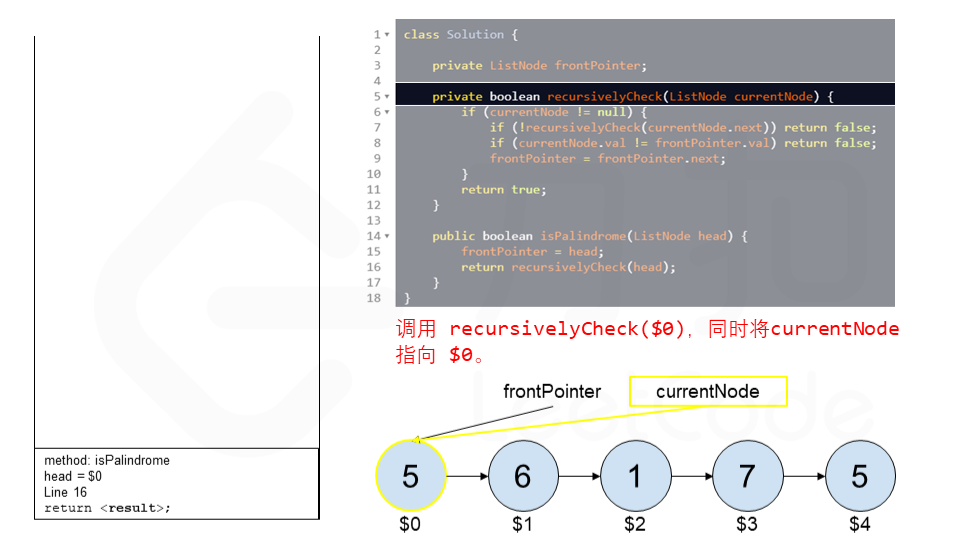 1 class Solution {
2
3 private ListNode frontPointer;
4
5 private boolean recursivelyCheck(ListNode currentNode) {
6 if (currentNode != null) {
7 if (!recursivelyCheck(currentNode.next)) return false;
8 if (currentNode.val != frontPointer.val) return false;
9 frontPointer = frontPointer.next;
10 }
11 return true;
12 }
13
14 public boolean isPalindrome(ListNode head) {
15 frontPointer = head;
16 return recursivelyCheck(head);
17 }
18 }
调用 recursivelyCheck($0), 同时将currentNode
指向 $0。
frontPointer currentNode
5 6 1 7 5
$0 $1 $2 $3 $4
method: isPalindrome
head = $0
Line 16
return <result>;
LeetCode